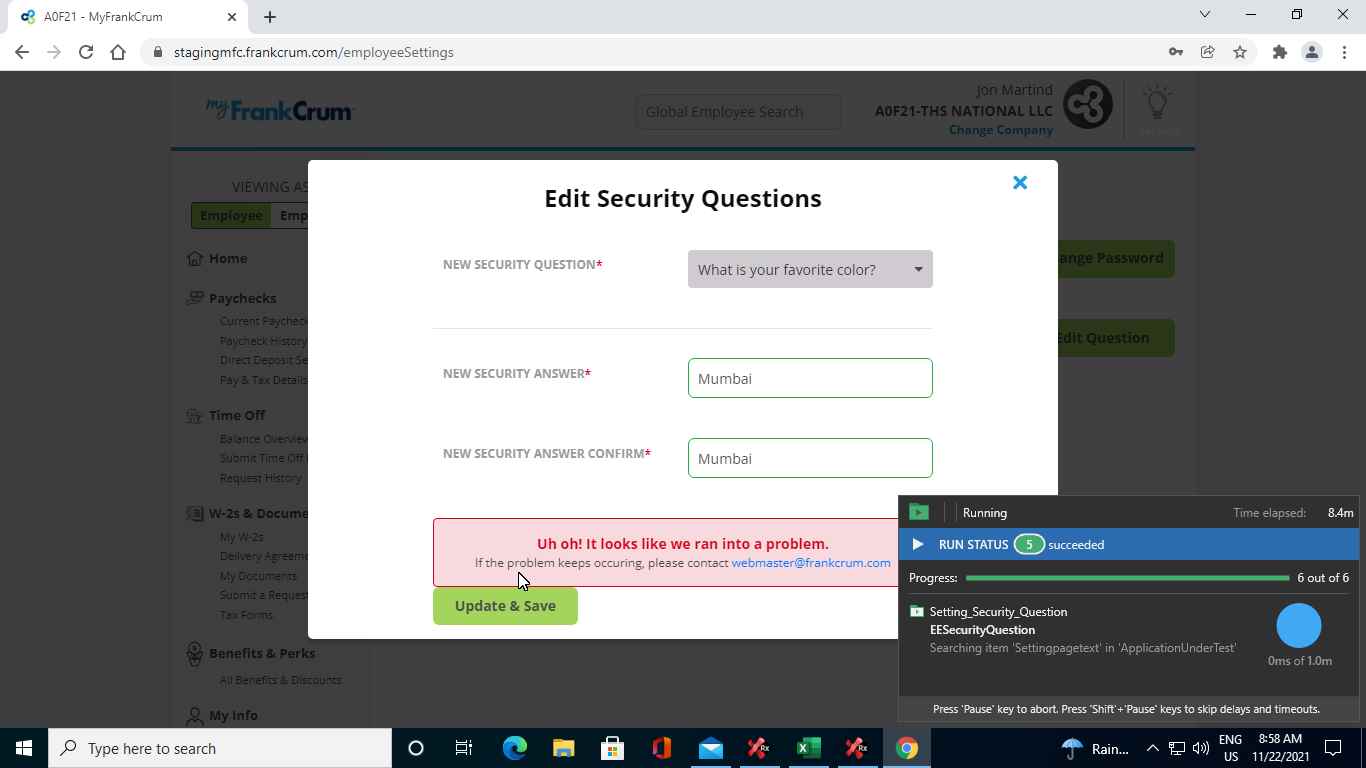 A0F21 - MyFrankCrum
stagingmfc.frankcrum.com/employeeSettings
myFrankCrum
Global Employee Search
Jon Martind
A0F21-THS NATIONAL LLC
Change Company
VIEWING AS
Employee Emp
Home
Paychecks
Current Paycheck
Paycheck History
Direct Deposit Se
Pay & Tax Details
Time Off
Balance Overview
Submit Time Off
Request History
W-2s & Docume
My W-2s
Delivery Agreeme
My Documents
Submit a Request
Tax Forms
Benefits & Perks
All Benefits & Discounts
My Info
Edit Security Questions
NEW SECURITY QUESTION*
What is your favorite color?
NEW SECURITY ANSWER*
Mumbai
NEW SECURITY ANSWER CONFIRM*
Mumbai
Uh oh! It looks like we ran into a problem.
If the problem keeps occuring, please contact webmaster@frankcrum.com
Update & Save
ange Password
Edit Question
Running
Time elapsed: 8.4m
RUN STATUS 5 succeeded
Progress: 6 out of 6
Setting_Security_Question
EESecurityQuestion
Searching item 'Settingpagetext' in 'ApplicationUnderTest'
0ms of 1.0m
Press 'Pause' key to abort. Press 'Shift'+'Pause' keys to skip delays and timeouts.
Type here to search
Rain...
ENG
US
8:58 AM
11/22/2021